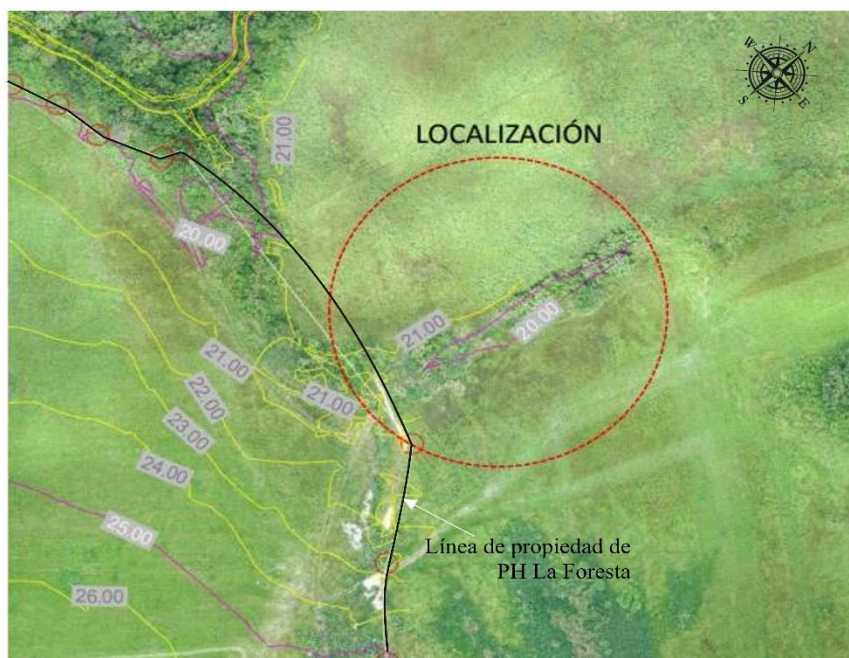 W
N
S
E
LOCALIZACIÓN
21.00
20.00
21.00
20.00
21.00
21.00
22.00
23.00
24.00
25.00
26.00
Línea de propiedad de
PH La Foresta